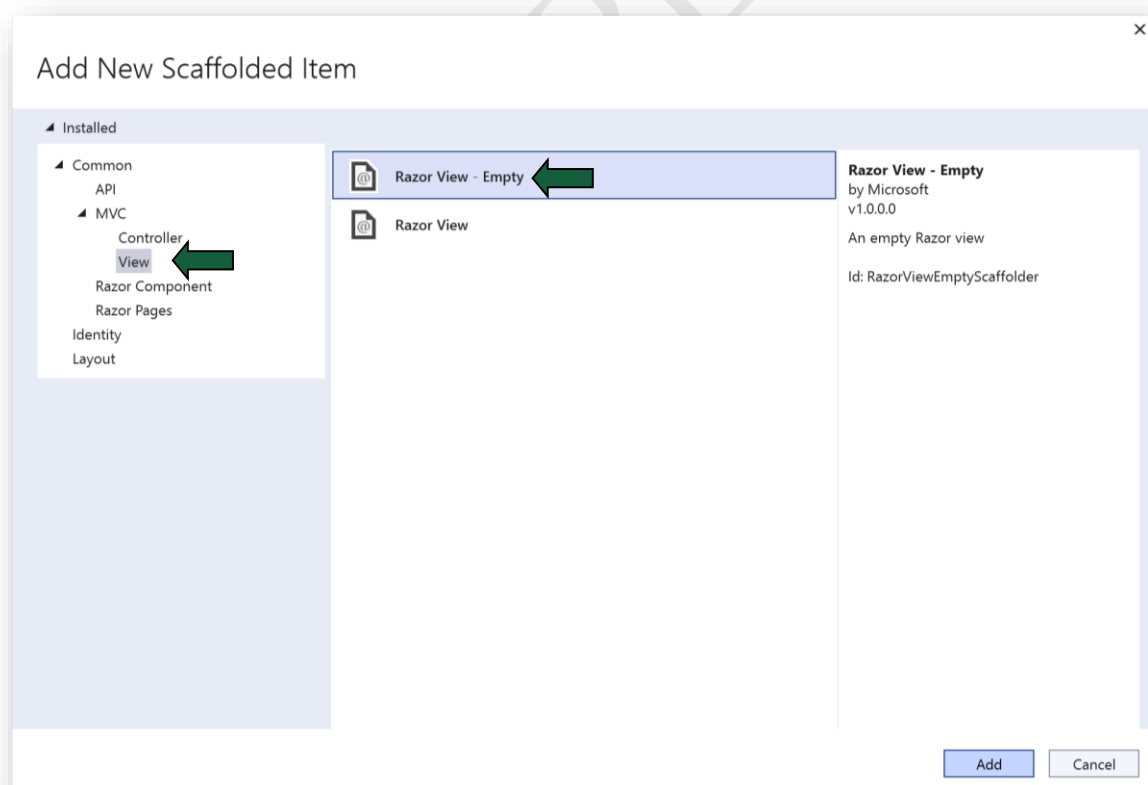 Add New Scaffolded Item
Installed
Common
API
MVC
Controller
View
Razor Component
Razor Pages
Identity
Layout
Razor View - Empty
Razor View
Razor View - Empty
by Microsoft
v1.0.0.0
An empty Razor view
Id: RazorViewEmptyScaffolder
Add
Cancel